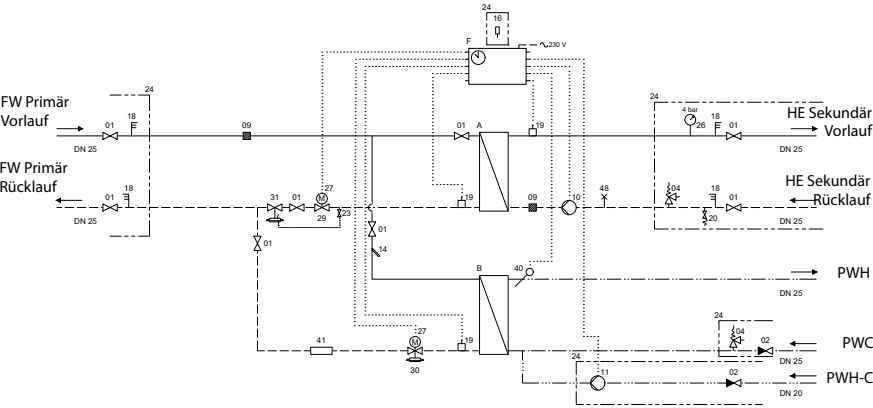 24
16
F
230 V
24
24
FW Primär
Vorlauf
01
18
09
01
A
19
4 bar
26
18
01
HE Sekundär
Vorlauf
DN 25
DN 25
FW Primär
Rücklauf
01
18
31
01
27
M
29
23
19
09
10
48
04
18
20
01
HE Sekundär
Rücklauf
DN 25
DN 25
01
01
14
B
40
PWH
DN 25
41
27
M
30
19
24
04
02
PWC
DN 25
24
11
02
PWH-C
DN 20